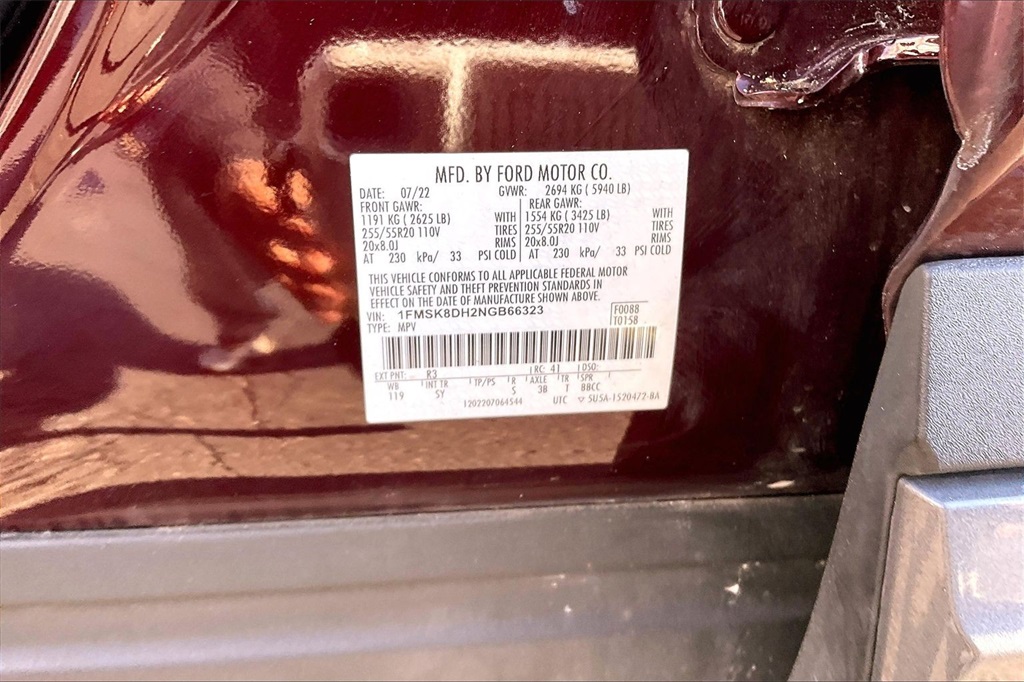 MFD. BY FORD MOTOR CO.
DATE: 07/22 GVWR: 2694 KG ( 5940 LB)
FRONT GAWR: REAR GAWR:
1191 KG ( 2625 LB) WITH 1554 KG ( 3425 LB) WITH
255/55R20 110V TIRES 255/55R20 110V TIRES
20x8.0J RIMS 20x8.0J RIMS
AT 230 kPa/ 33 PSI COLD AT 230 kPa/ 33 PSI COLD
THIS VEHICLE CONFORMS TO ALL APPLICABLE FEDERAL MOTOR
VEHICLE SAFETY AND THEFT PREVENTION STANDARDS IN
EFFECT ON THE DATE OF MANUFACTURE SHOWN ABOVE.
VIN: 1FMSK8DH2NGB66323 F0088
TYPE: MPV T0158
EXT PNT: R3 RC: 41 DSO:
WB INT TR TP/PS R AXLE TR SPR
119 5Y S 3B T BBCC
1202207064544 UTC ▽ 5U5A-1520472-BA